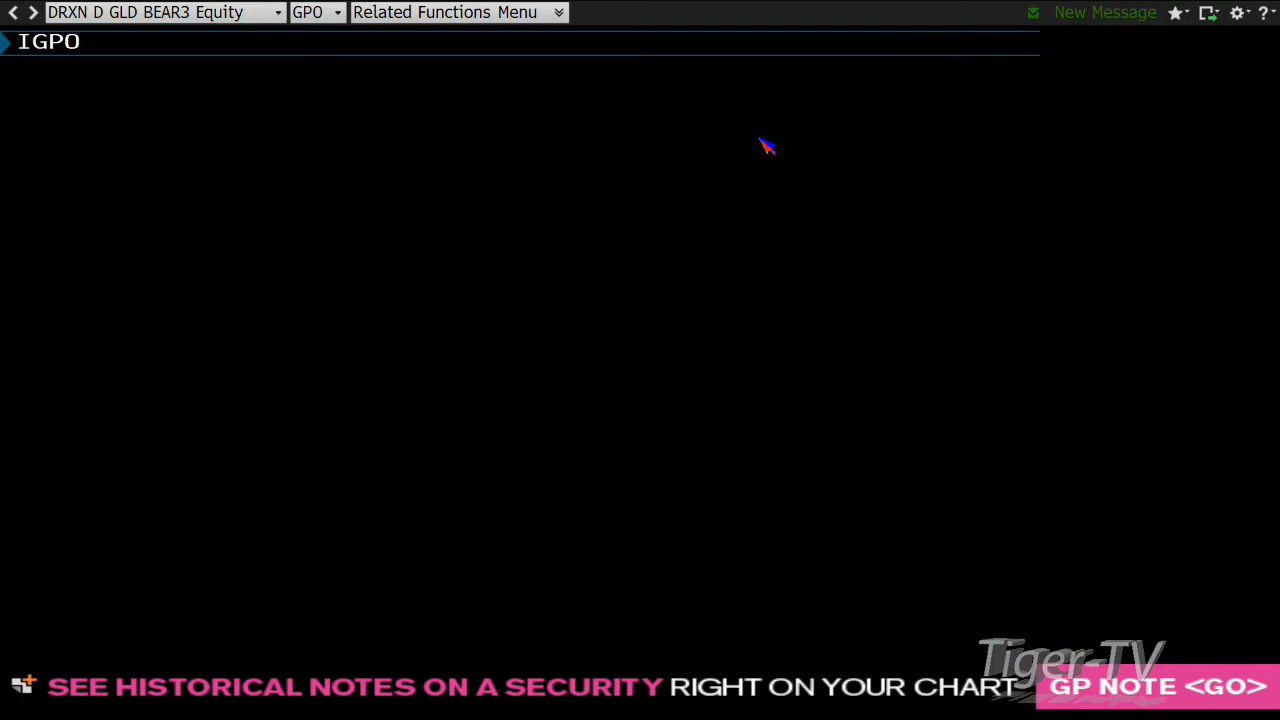 DRXN D GLD BEAR3 Equity GPO Related Functions Menu New Message ?
IGPO
Tiger-TV
SEE HISTORICAL NOTES ON A SECURITY RIGHT ON YOUR CHART GP NOTE <GO>